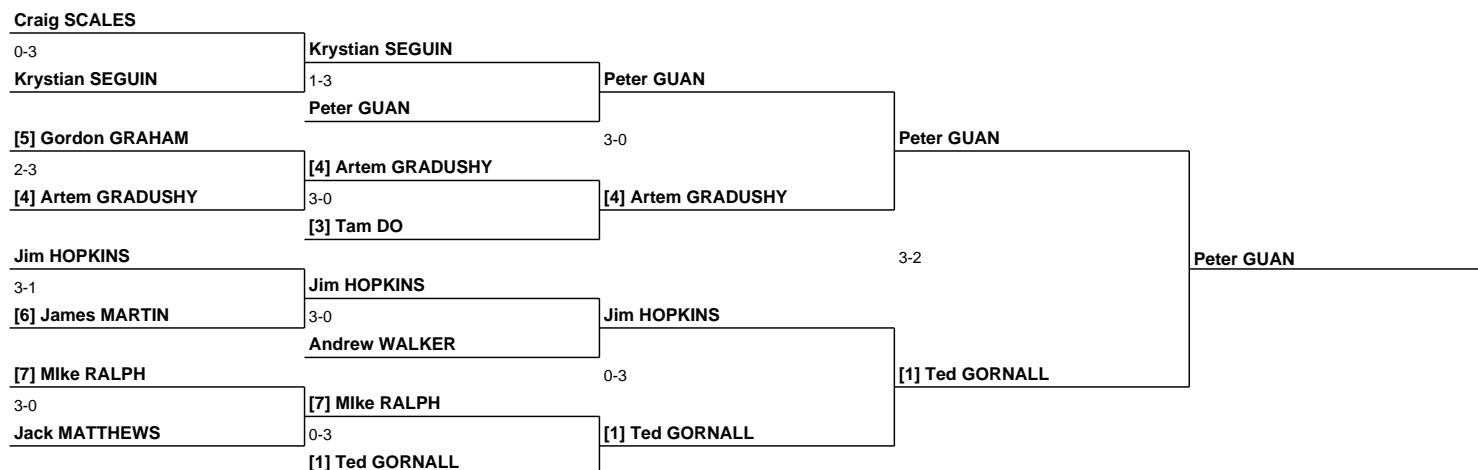 Craig SCALES
0-3
Krystian SEGUIN
Krystian SEGUIN
1-3
Peter GUAN
Peter GUAN
[5] Gordon GRAHAM
2-3
[4] Artem GRADUSHY
[4] Artem GRADUSHY
3-0
[3] Tam DO
3-0
[4] Artem GRADUSHY
Peter GUAN
Jim HOPKINS
3-1
[6] James MARTIN
Jim HOPKINS
3-0
Andrew WALKER
Jim HOPKINS
[7] MIke RALPH
3-0
Jack MATTHEWS
[7] MIke RALPH
0-3
[1] Ted GORNALL
0-3
[1] Ted GORNALL
[1] Ted GORNALL
3-2
Peter GUAN